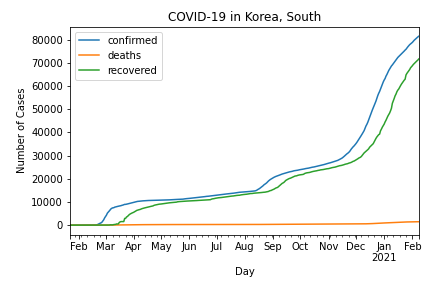 COVID-19 in Korea, South
confirmed
deaths
recovered
Number of Cases
80000
70000
60000
50000
40000
30000
20000
10000
0
Feb Mar Apr May Jun Jul Aug Sep Oct Nov Dec Jan Feb
2021
Day